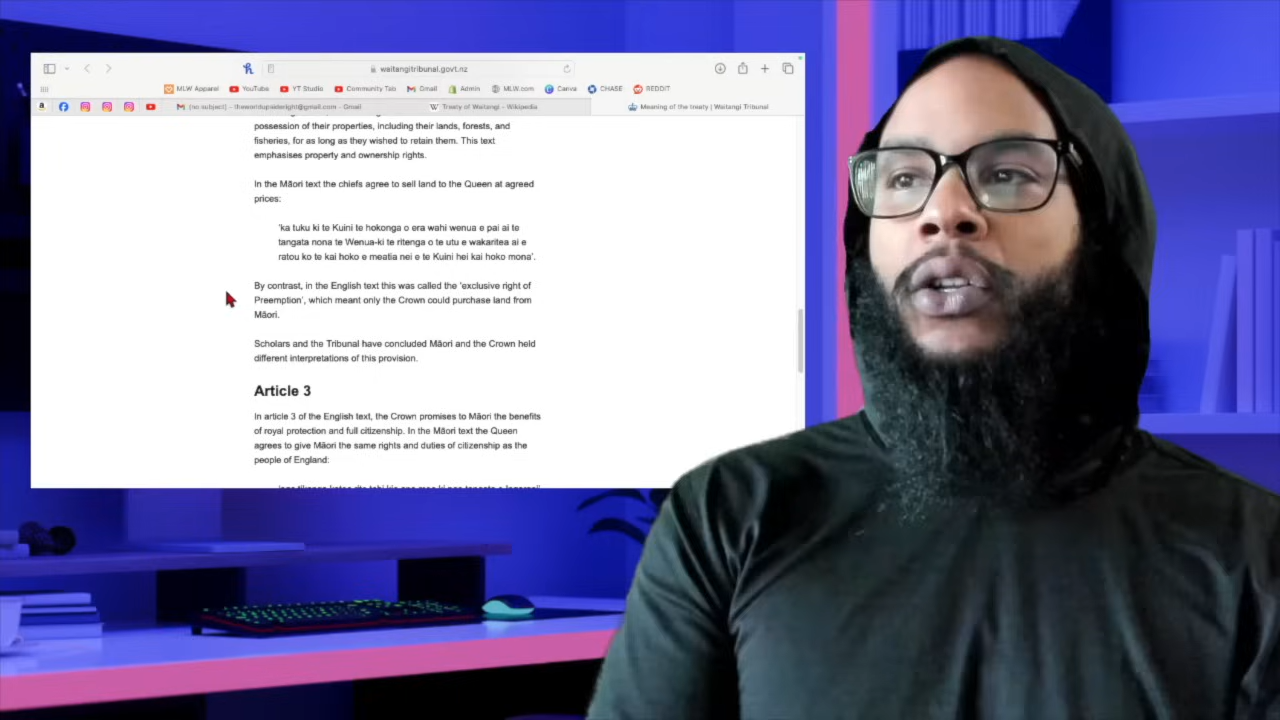 waitangitribunal.govt.nz
MLW Apparel YouTube YT Studio Community Tab Gmail Admin MLW.com Canva CHASE REDDIT
(no subject) - theworldupsideright@gmail.com - Gmail Treaty of Waitangi - Wikipedia Meaning of the treaty | Waitangi Tribunal
possession of their properties, including their lands, forests, and
fisheries, for as long as they wished to retain them. This text
emphasises property and ownership rights.
In the Māori text the chiefs agree to sell land to the Queen at agreed
prices:
'ka tuku ki te Kuini te hokonga o era wahi wenua e pai ai te
tangata nona te Wenua-ki te ritenga o te utu e wakaritea ai e
ratou ko te kai hoko e meatia nei e te Kuini hei kai hoko mona'.
By contrast, in the English text this was called the 'exclusive right of
Preemption', which meant only the Crown could purchase land from
Māori.
Scholars and the Tribunal have concluded Māori and the Crown held
different interpretations of this provision.
Article 3
In article 3 of the English text, the Crown promises to Māori the benefits
of royal protection and full citizenship. In the Māori text the Queen
agrees to give Māori the same rights and duties of citizenship as the
people of England: